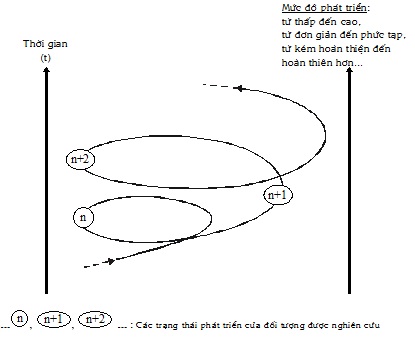 Mức độ phát triển:
từ thấp đến cao,
từ đơn giản đến phức tạp,
từ kém hoàn thiện đến
hoàn thiên hơn...
Thời gian
(t)
n+2
n+1
n
... n , n+1 , n+2 ... : Các trạng thái phát triển của đối tượng được nghiên cứu